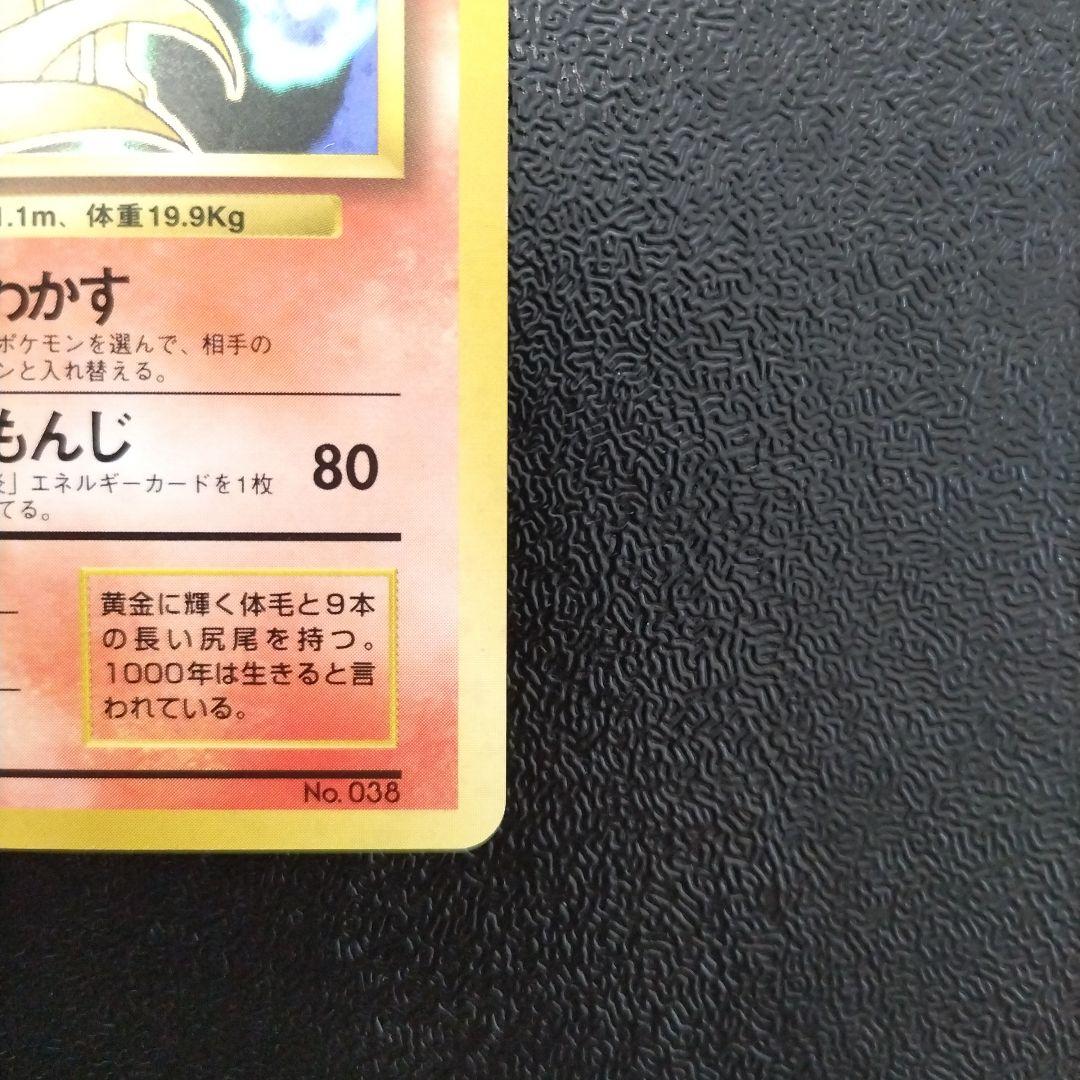 1.1m、体重19.9Kg
わかす
ポケモンを選んで、相手の
ンと入れ替える。
もんじ
80
炎」エネルギーカードを1枚
てる。
黄金に輝く体毛と9本
の長い尻尾を持つ。
1000年は生きると言
われている。
No. 038